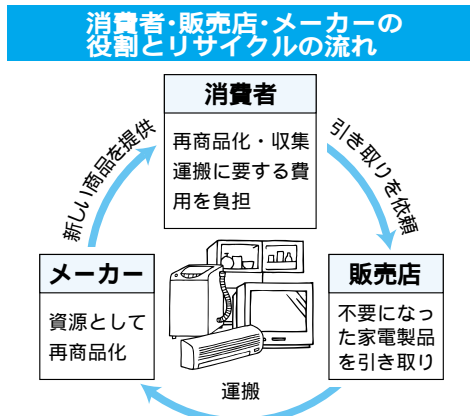 消費者・販売店・メーカーの
役割とリサイクルの流れ
消費者
再商品化・収集
運搬に要する費
用を負担
新しい商品を提供
引き取りを依頼
メーカー
資源として
再商品化
販売店
不要になっ
た家電製品
を引き取り
運搬